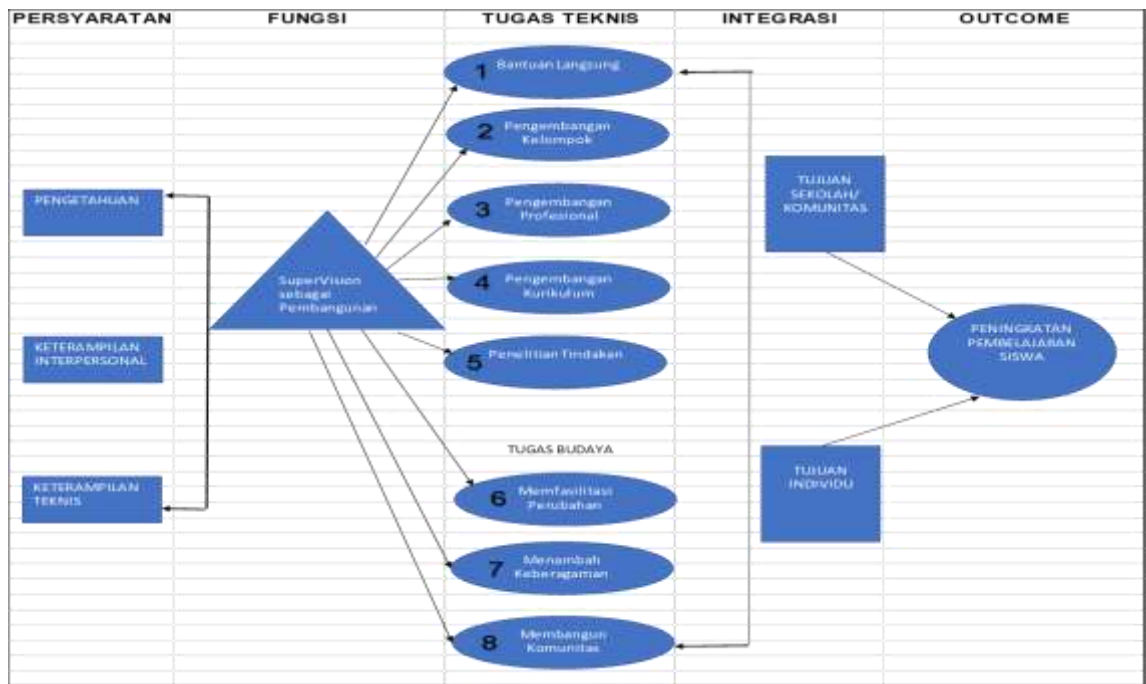 PERSYARATAN
FUNGSI
TUGAS TEKNIS
INTEGRASI
OUTCOME
PENGETAHUAN
KETERAMPILAN
INTERPERSONAL
KETERAMPILAN
TEKNIS
SuperVision
sebagai
Pembangunan
1 Bantuan Langsung
2 Pengembangan
Kelompok
3 Pengembangan
Profesional
4 Pengembangan
Kurikulum
5 Penelitian Tindakan
TUGAS BUDAYA
6 Memfasilitasi
Perubahan
7 Menambah
Keberagaman
8 Membangun
Komunitas
TUJUAN
SEKOLAH/
KOMUNITAS
TUJUAN
INDIVIDU
PENINGKATAN
PEMBELAJARAN
SISWA